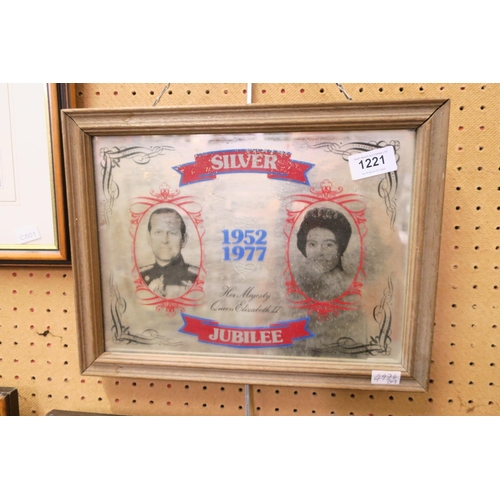 SILVER
1221
1952
1977
Her Majesty
Queen Elizabeth II
JUBILEE